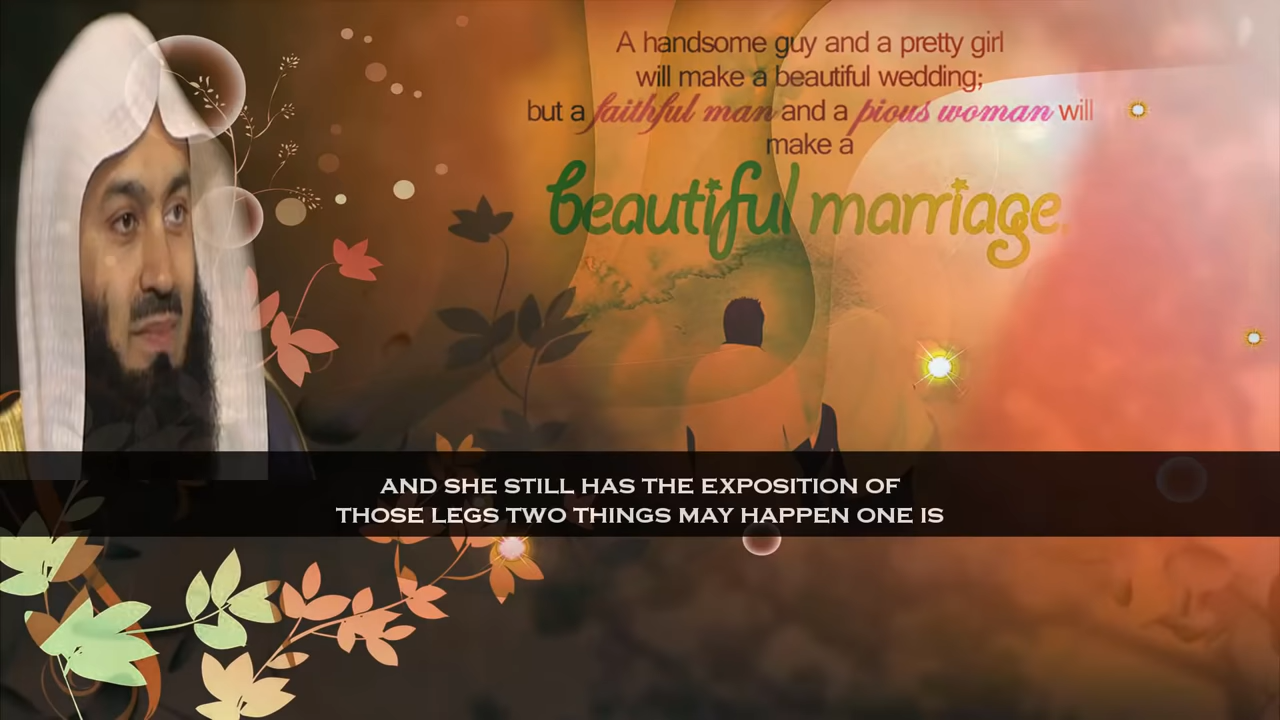 A handsome guy and a pretty girl
will make a beautiful wedding;
but a faithful man and a pious woman will
make a
beautiful marriage.
AND SHE STILL HAS THE EXPOSITION OF
THOSE LEGS TWO THINGS MAY HAPPEN ONE IS